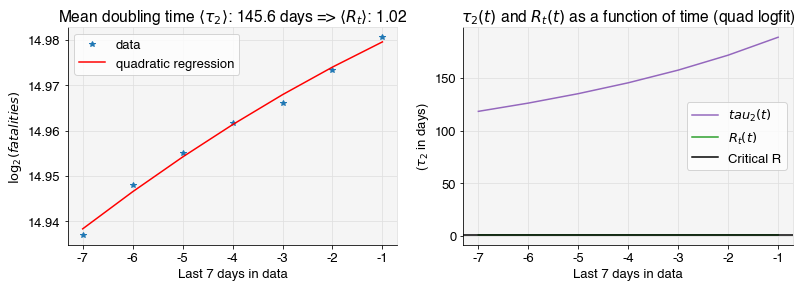 Mean doubling time ⟨τ₂⟩: 145.6 days => ⟨Rₜ⟩: 1.02
data
quadratic regression
14.98
14.97
14.96
14.95
14.94
log₂(fatalities)
-7 -6 -5 -4 -3 -2 -1
Last 7 days in data
τ₂(t) and Rₜ(t) as a function of time (quad logfit)
150
100
50
0
(τ₂ in days)
tau₂(t)
Rₜ(t)
Critical R
-7 -6 -5 -4 -3 -2 -1
Last 7 days in data